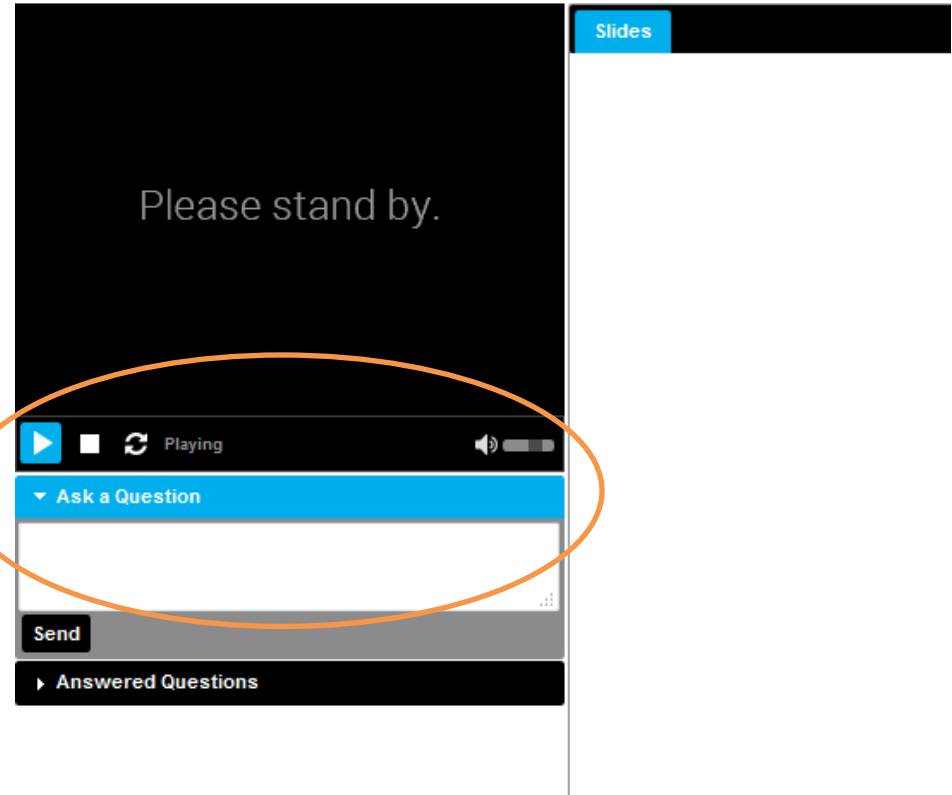 Slides
Please stand by.
Playing
Ask a Question
Send
Answered Questions